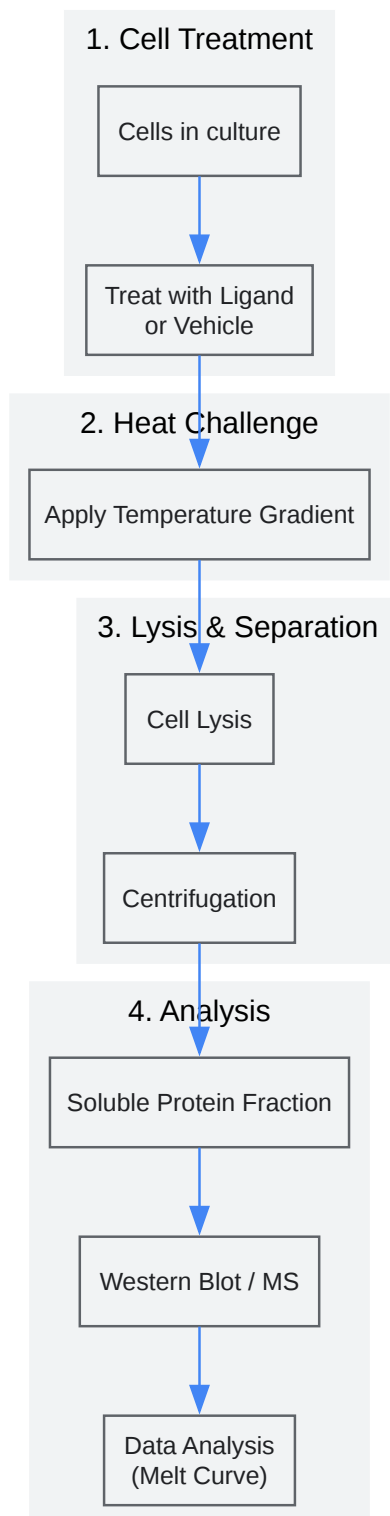 1. Cell Treatment
Cells in culture
Treat with Ligand
or Vehicle
2. Heat Challenge
Apply Temperature Gradient
3. Lysis & Separation
Cell Lysis
Centrifugation
4. Analysis
Soluble Protein Fraction
Western Blot / MS
Data Analysis
(Melt Curve)